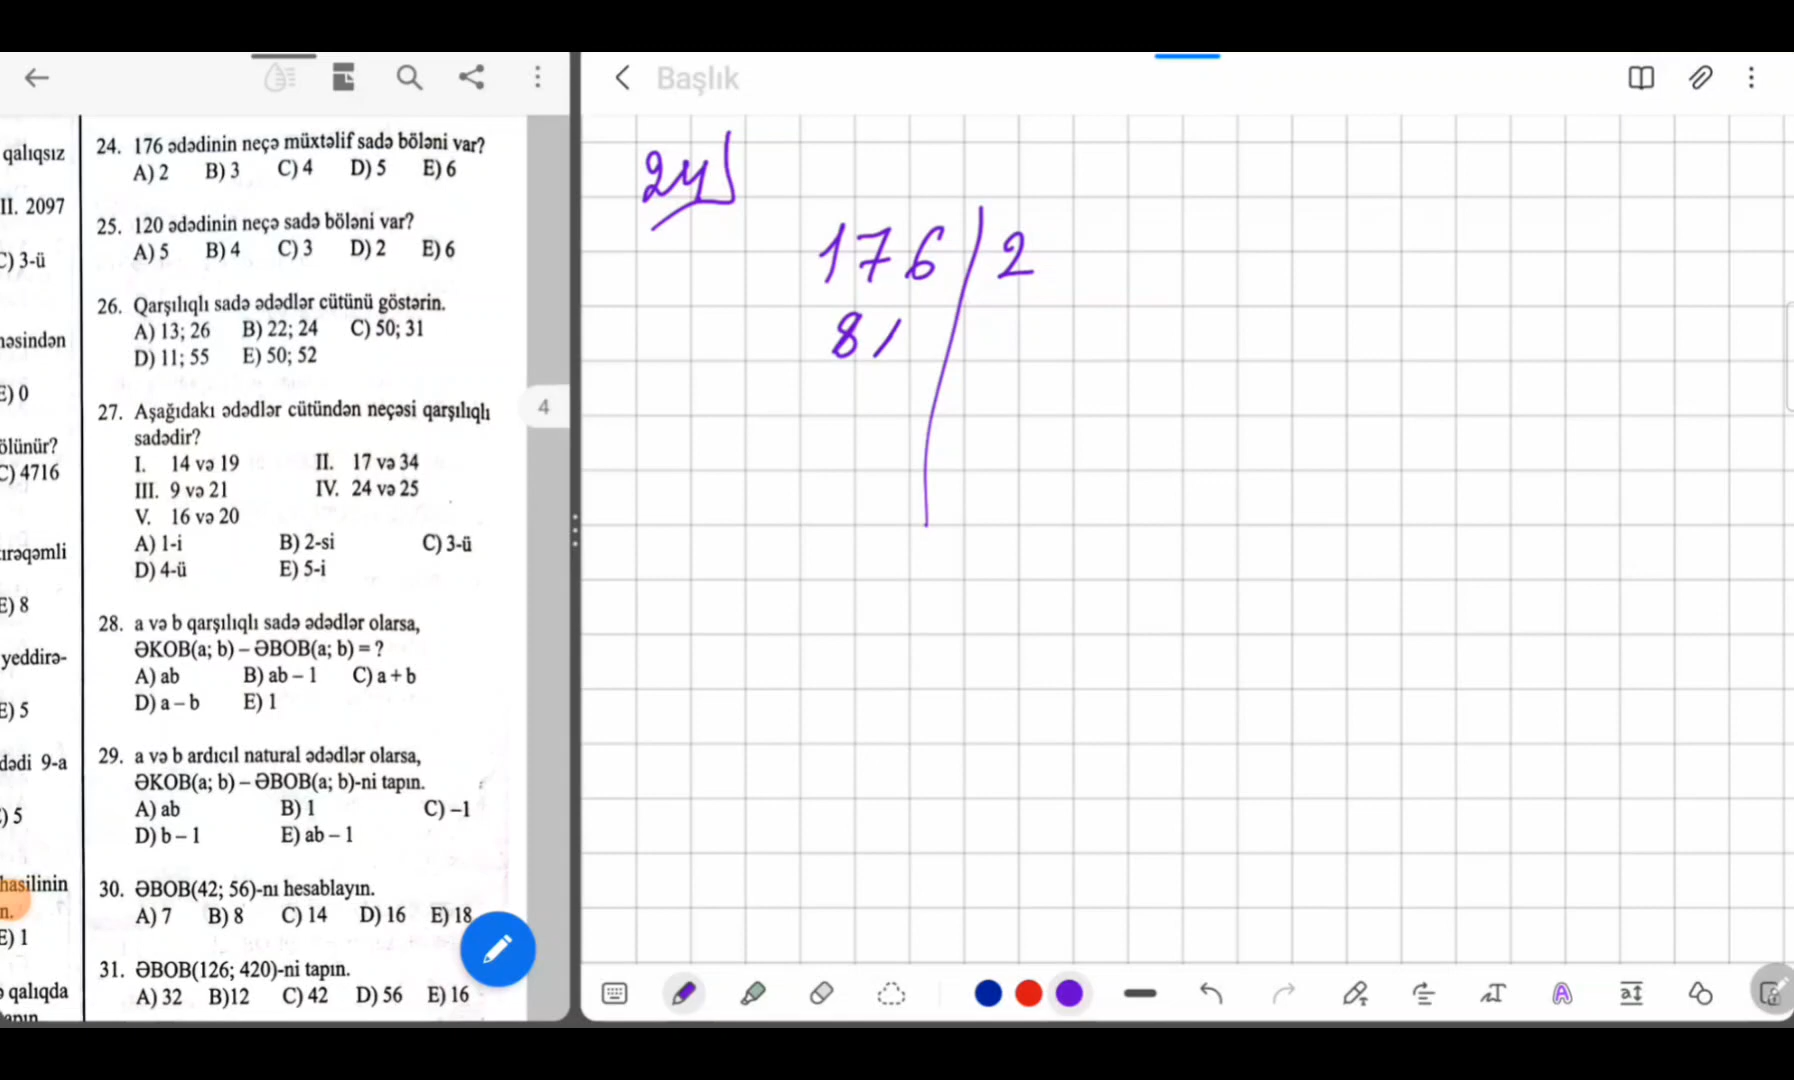 Başlık
qalıqsız
II. 2097
C) 3-ü
E) 0
ölünür?
C) 4716
E) 8
yeddirə-
E) 5
9-a
) 5
hasilinin
n.
E) 1
qalıqda
24. 176 ədədinin neçə müxtəlif sadə böləni var?
A) 2 B) 3 C) 4 D) 5 E) 6
25. 120 ədədinin neçə sadə böləni var?
A) 5 B) 4 C) 3 D) 2 E) 6
26. Qarşılıqlı sadə ədədlər cütünü göstərin.
A) 13; 26 B) 22; 24 C) 50; 31
D) 11; 55 E) 50; 52
27. Aşağıdakı ədədlər cütündən neçəsi qarşılıqlı
sadədir?
I. 14 və 19 II. 17 və 34
III. 9 və 21 IV. 24 və 25
V. 16 və 20
A) 1-i B) 2-si C) 3-ü
D) 4-ü E) 5-i
28. a və b qarşılıqlı sadə ədədlər olarsa,
ƏKOB(a; b) – ƏBOB(a; b) = ?
A) ab B) ab – 1 C) a + b
D) a – b E) 1
29. a və b ardıcıl natural ədədlər olarsa,
ƏKOB(a; b) – ƏBOB(a; b)-ni tapın.
A) ab B) 1 C) –1
D) b – 1 E) ab – 1
30. ƏBOB(42; 56)-nı hesablayın.
A) 7 B) 8 C) 14 D) 16 E) 18
31. ƏBOB(126; 420)-ni tapın.
A) 32 B)12 C) 42 D) 56 E) 16
4
24
176 2
8